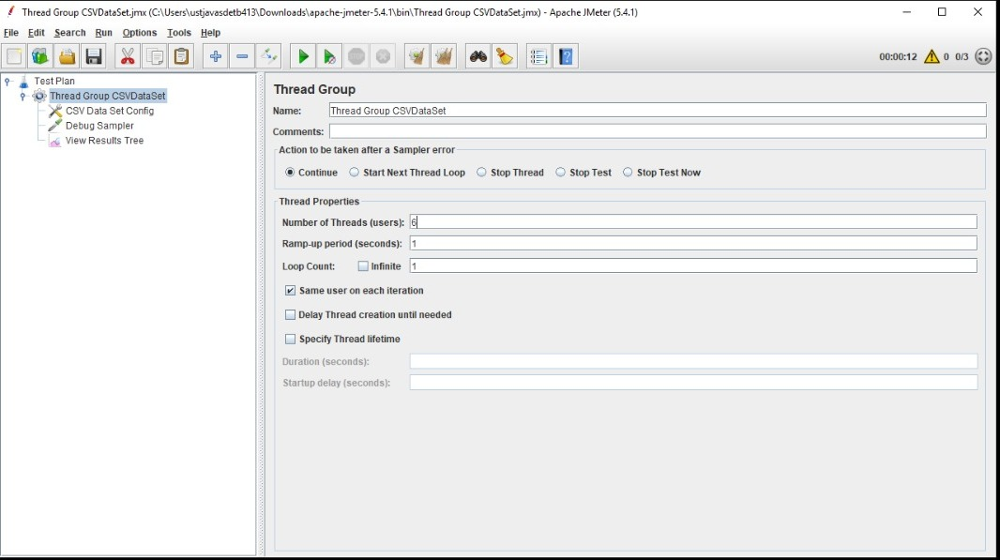 Thread Group CSVDataSet.jmx (C:\Users\ustjavasdetb413\Downloads\apache-jmeter-5.4.1\bin\Thread Group CSVDataSet.jmx) - Apache JMeter (5.4.1)
File Edit Search Run Options Tools Help
00:00:12 0 0/3
Test Plan
Thread Group CSVDataSet
CSV Data Set Config
Debug Sampler
View Results Tree
Thread Group
Name: Thread Group CSVDataSet
Comments:
Action to be taken after a Sampler error
Continue Start Next Thread Loop Stop Thread Stop Test Stop Test Now
Thread Properties
Number of Threads (users): 6
Ramp-up period (seconds): 1
Loop Count: Infinite 1
Same user on each iteration
Delay Thread creation until needed
Specify Thread lifetime
Duration (seconds):
Startup delay (seconds):